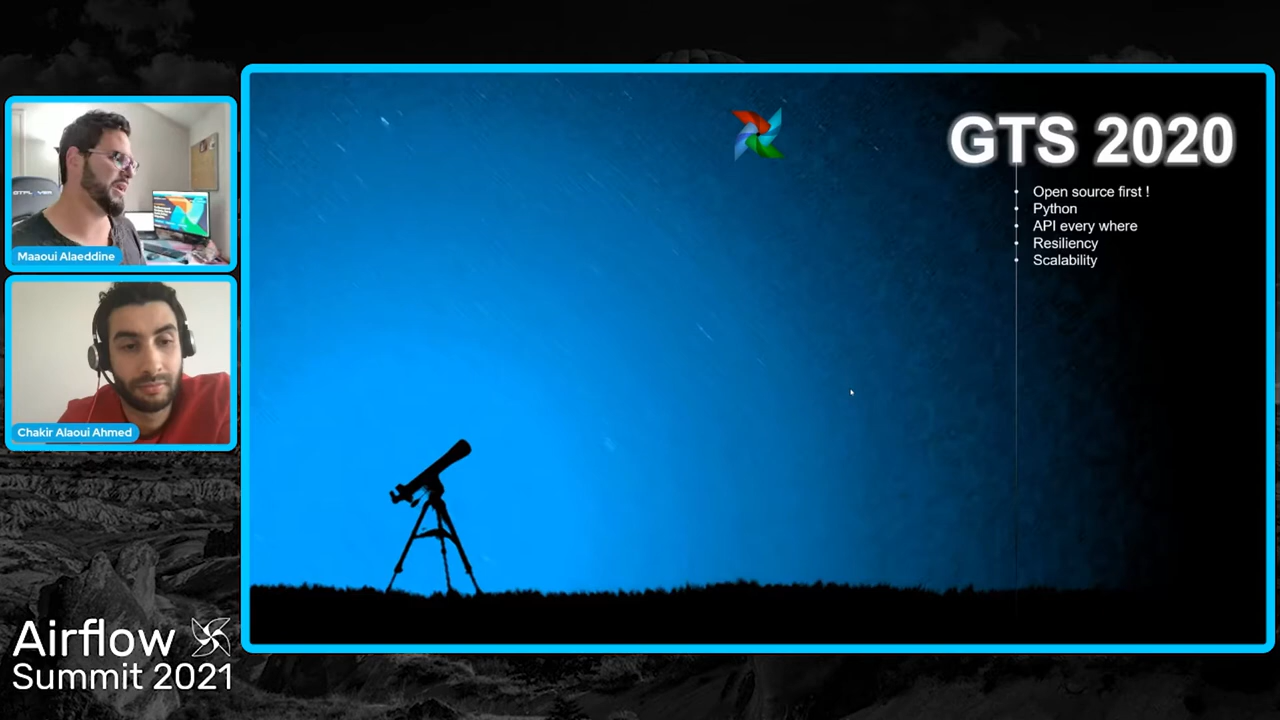 GTS 2020
Open source first !
Python
API every where
Resiliency
Scalability
Maaoui Alaeddine
Chakir Alaoui Ahmed
Airflow
Summit 2021